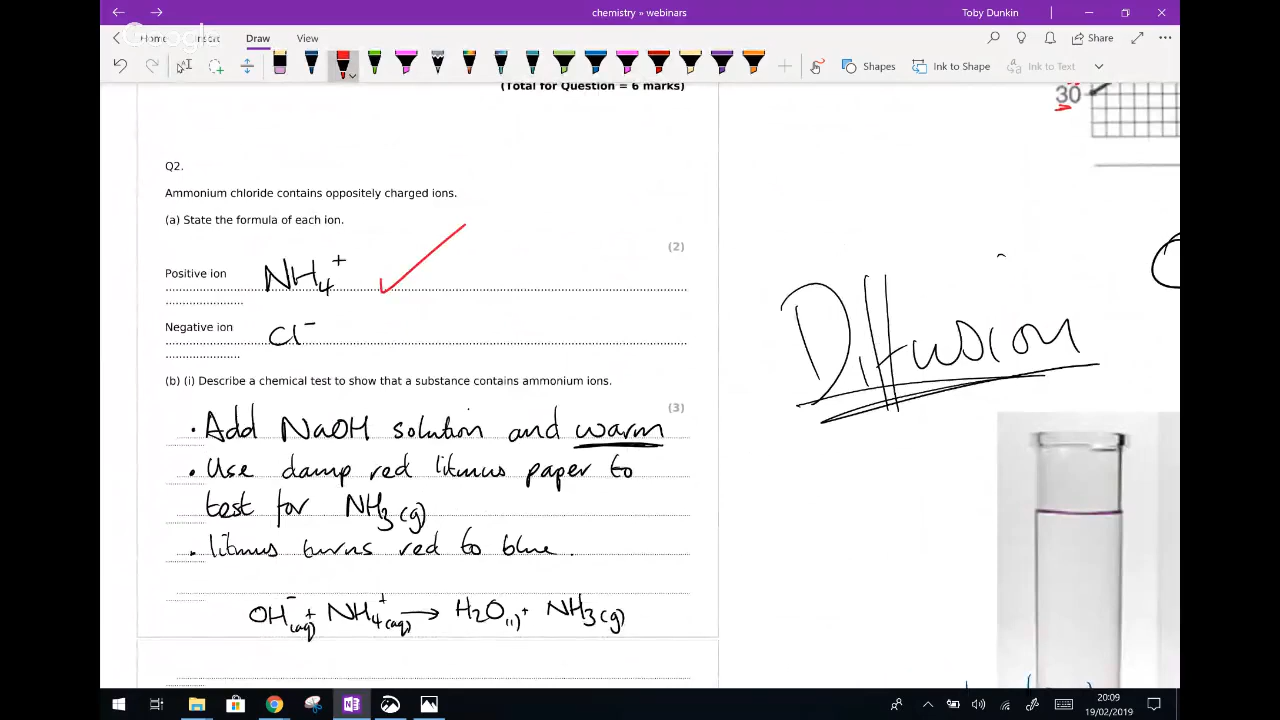 chemistry » webinars
Toby Dunkin
Google
Home
Insert
Draw
View
Share
Shapes
Ink to Shape
Ink to Text
(Total for Question = 6 marks)
30
Q2.
Ammonium chloride contains oppositely charged ions.
(a) State the formula of each ion.
(2)
Positive ion NH4+
Negative ion Cl-
(b) (i) Describe a chemical test to show that a substance contains ammonium ions.
(3)
• Add NaOH solution and warm
• Use damp red litmus paper to
test for NH3(g)
• litmus turns red to blue.
OH-(aq) + NH4+(aq) → H2O(l) + NH3(g)
Diffusion
20:09
19/02/2019